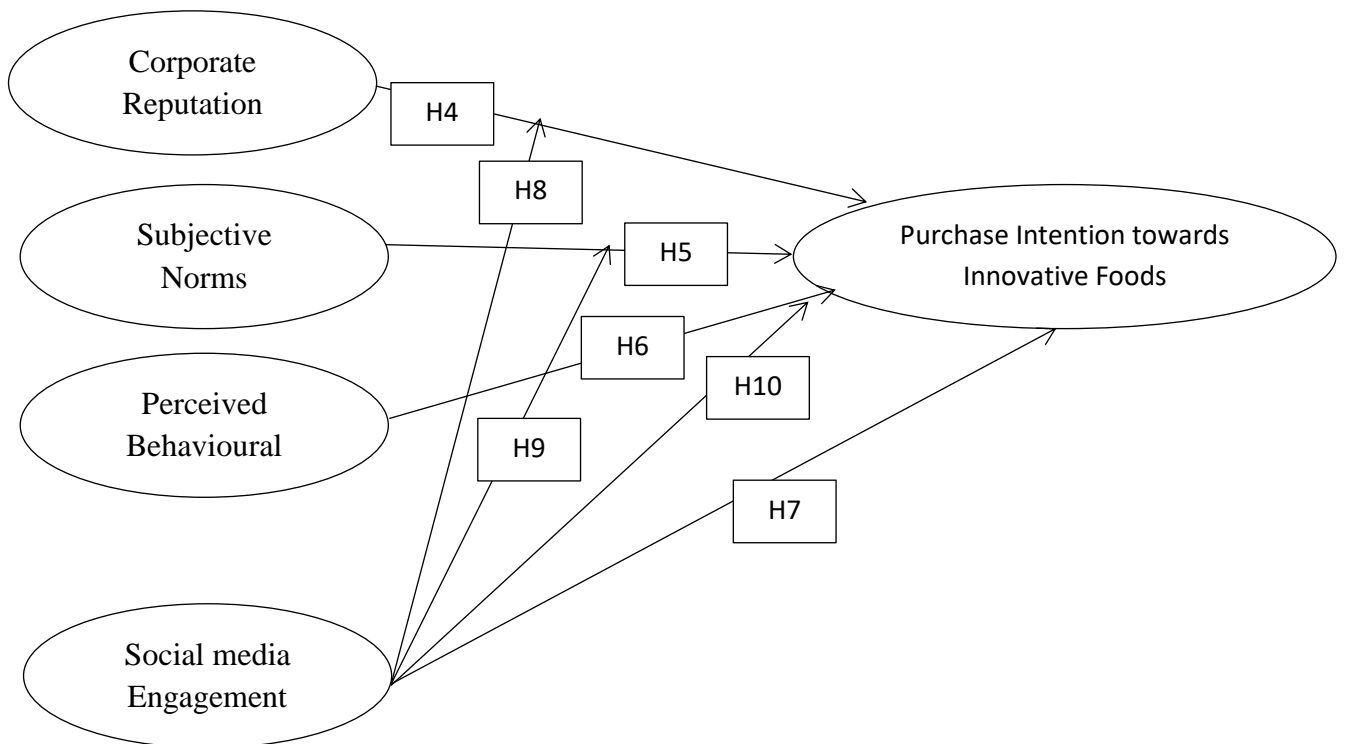 Corporate
Reputation
H4
H8
Subjective
Norms
H5
Purchase Intention towards
Innovative Foods
H6
Perceived
Behavioural
H10
H9
H7
Social media
Engagement